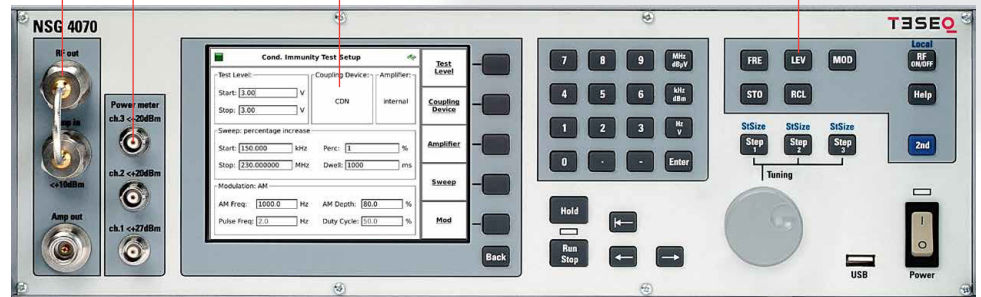 NSG 4070
TESEQ
RF out
Amp in
<+10dBm
Amp out
Power meter
ch.3 <+20dBm
ch.2 <+20dBm
ch.1 <+27dBm
Cond. Immunity Test Setup
Test Level:
Start: 3.00 V
Stop: 3.00 V
Coupling Device:
CDN
Amplifier:
internal
Sweep: percentage increase
Start: 150.000 kHz
Perc: 1 %
Stop: 230.000000 MHz
Dwell: 1000 ms
Modulation: AM
AM Freq: 1000.0 Hz
AM Depth: 80.0 %
Pulse Freq: 2.0 Hz
Duty Cycle: 50.0 %
Test
Level
Coupling
Device
Amplifier
Sweep
Mod
Back
7 8 9 MHz
dBµV
4 5 6 kHz
dBm
1 2 3 Hz
V
0 · - Enter
Hold
Run
Stop
FRE LEV MOD
STO RCL
Local
RF
ON/OFF
Help
2nd
StSize StSize StSize
Step
1
Step
2
Step
3
Tuning
USB
I
O
Power